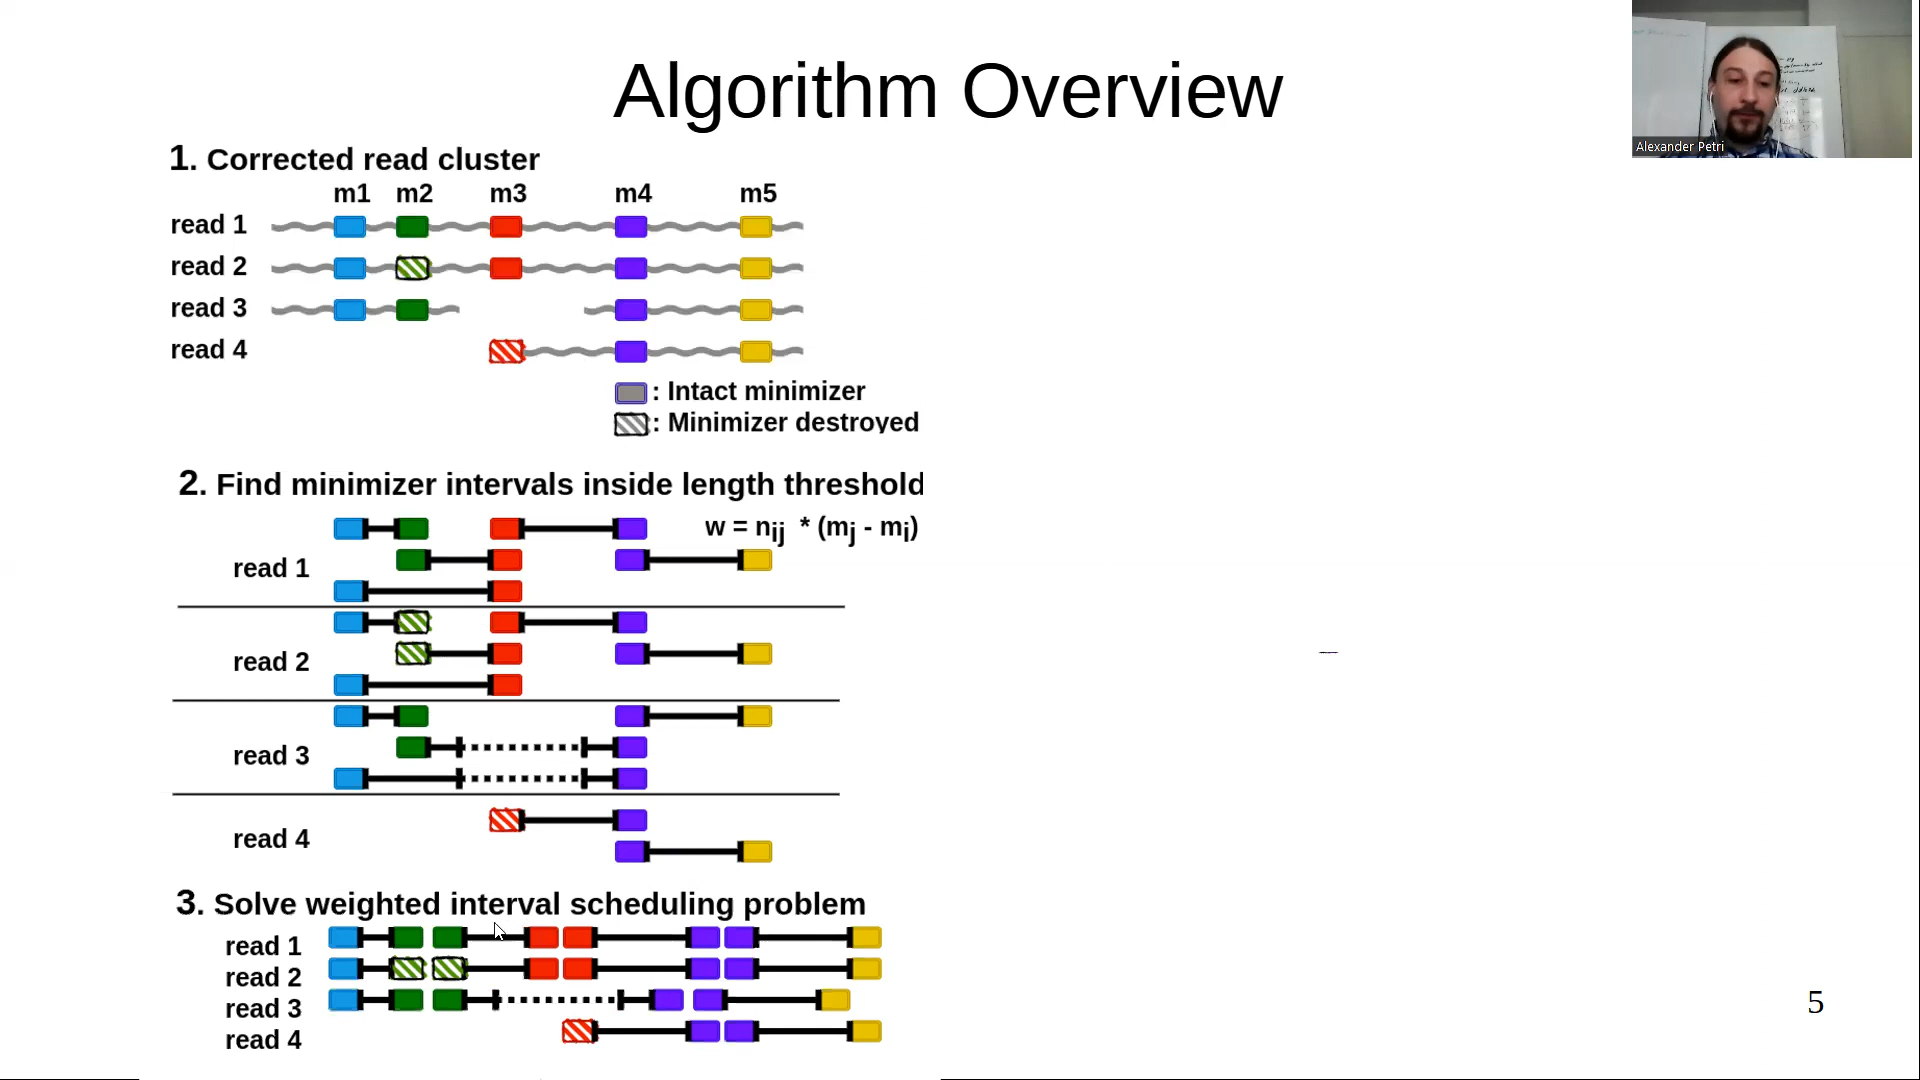 Algorithm Overview
Alexander Petri
1. Corrected read cluster
m1 m2 m3 m4 m5
read 1
read 2
read 3
read 4
: Intact minimizer
: Minimizer destroyed
2. Find minimizer intervals inside length threshold
w = nij * (mj - mi)
read 1
read 2
read 3
read 4
3. Solve weighted interval scheduling problem
read 1
read 2
read 3
read 4
5